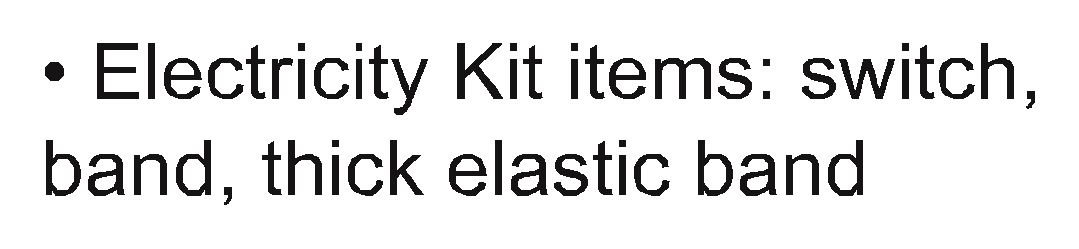 • Electricity Kit items: switch,
band, thick elastic band